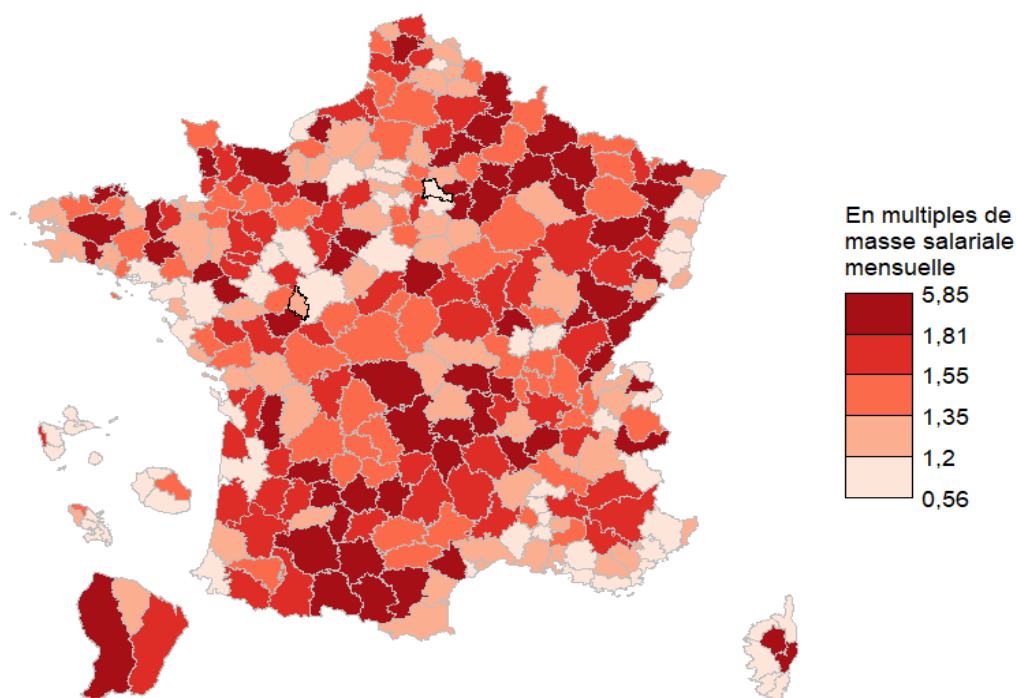 En multiples de
masse salariale
mensuelle
5,85
1,81
1,55
1,35
1,2
0,56